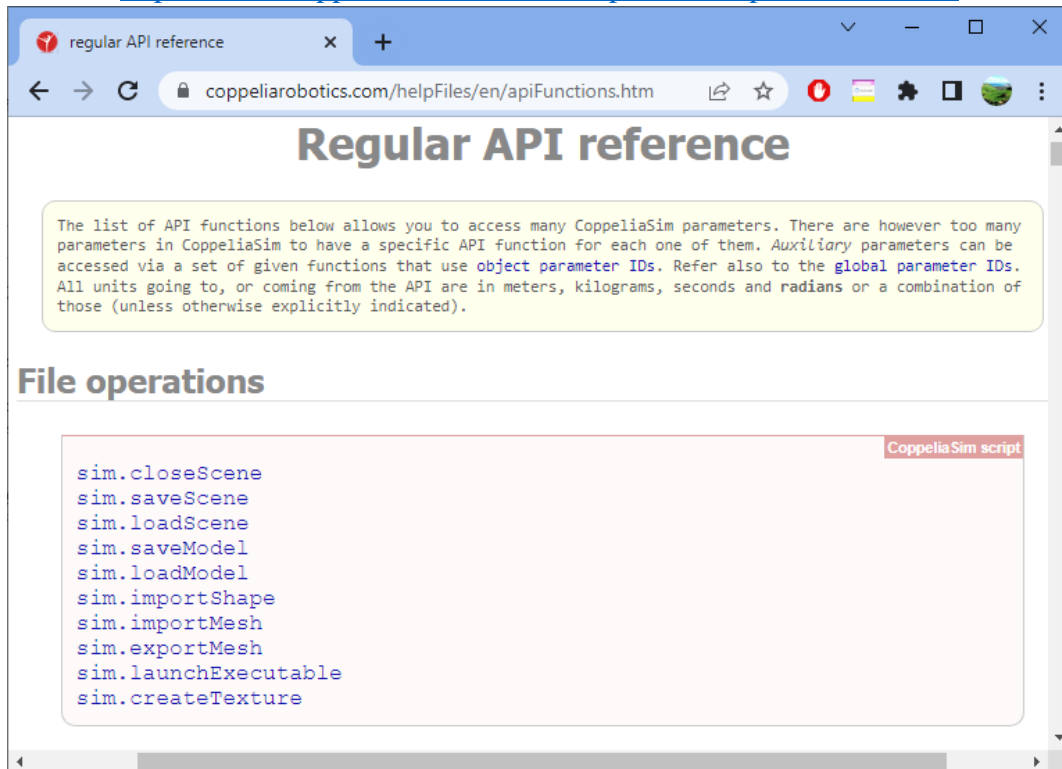 regular API reference
coppeliarobotics.com/helpFiles/en/apiFunctions.htm
Regular API reference
The list of API functions below allows you to access many CoppeliaSim parameters. There are however too many
parameters in CoppeliaSim to have a specific API function for each one of them. Auxiliary parameters can be
accessed via a set of given functions that use object parameter IDs. Refer also to the global parameter IDs.
All units going to, or coming from the API are in meters, kilograms, seconds and radians or a combination of
those (unless otherwise explicitly indicated).
File operations
CoppeliaSim script
sim.closeScene
sim.saveScene
sim.loadScene
sim.saveModel
sim.loadModel
sim.importShape
sim.importMesh
sim.exportMesh
sim.launchExecutable
sim.createTexture